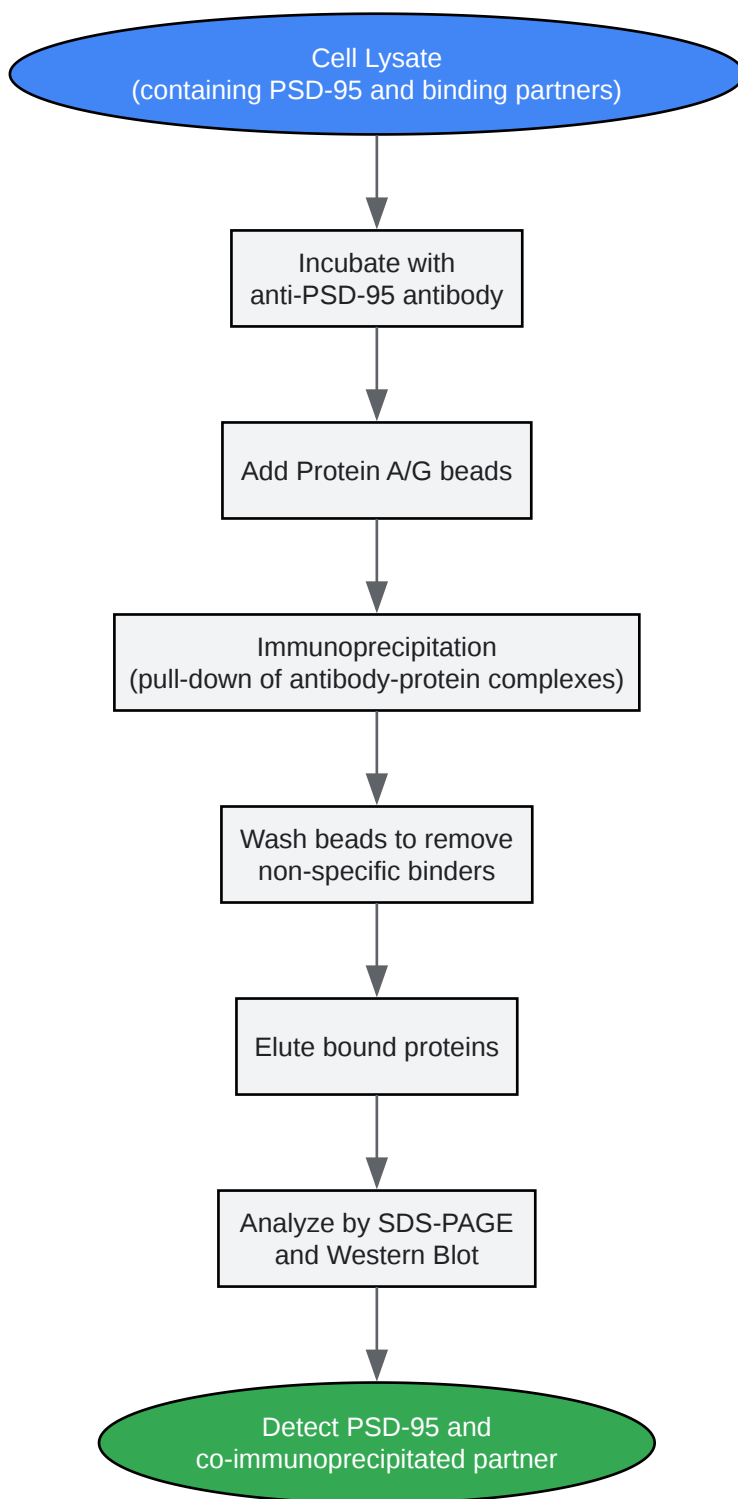 Cell Lysate
(containing PSD-95 and binding partners)
Incubate with
anti-PSD-95 antibody
Add Protein A/G beads
Immunoprecipitation
(pull-down of antibody-protein complexes)
Wash beads to remove
non-specific binders
Elute bound proteins
Analyze by SDS-PAGE
and Western Blot
Detect PSD-95 and
co-immunoprecipitated partner